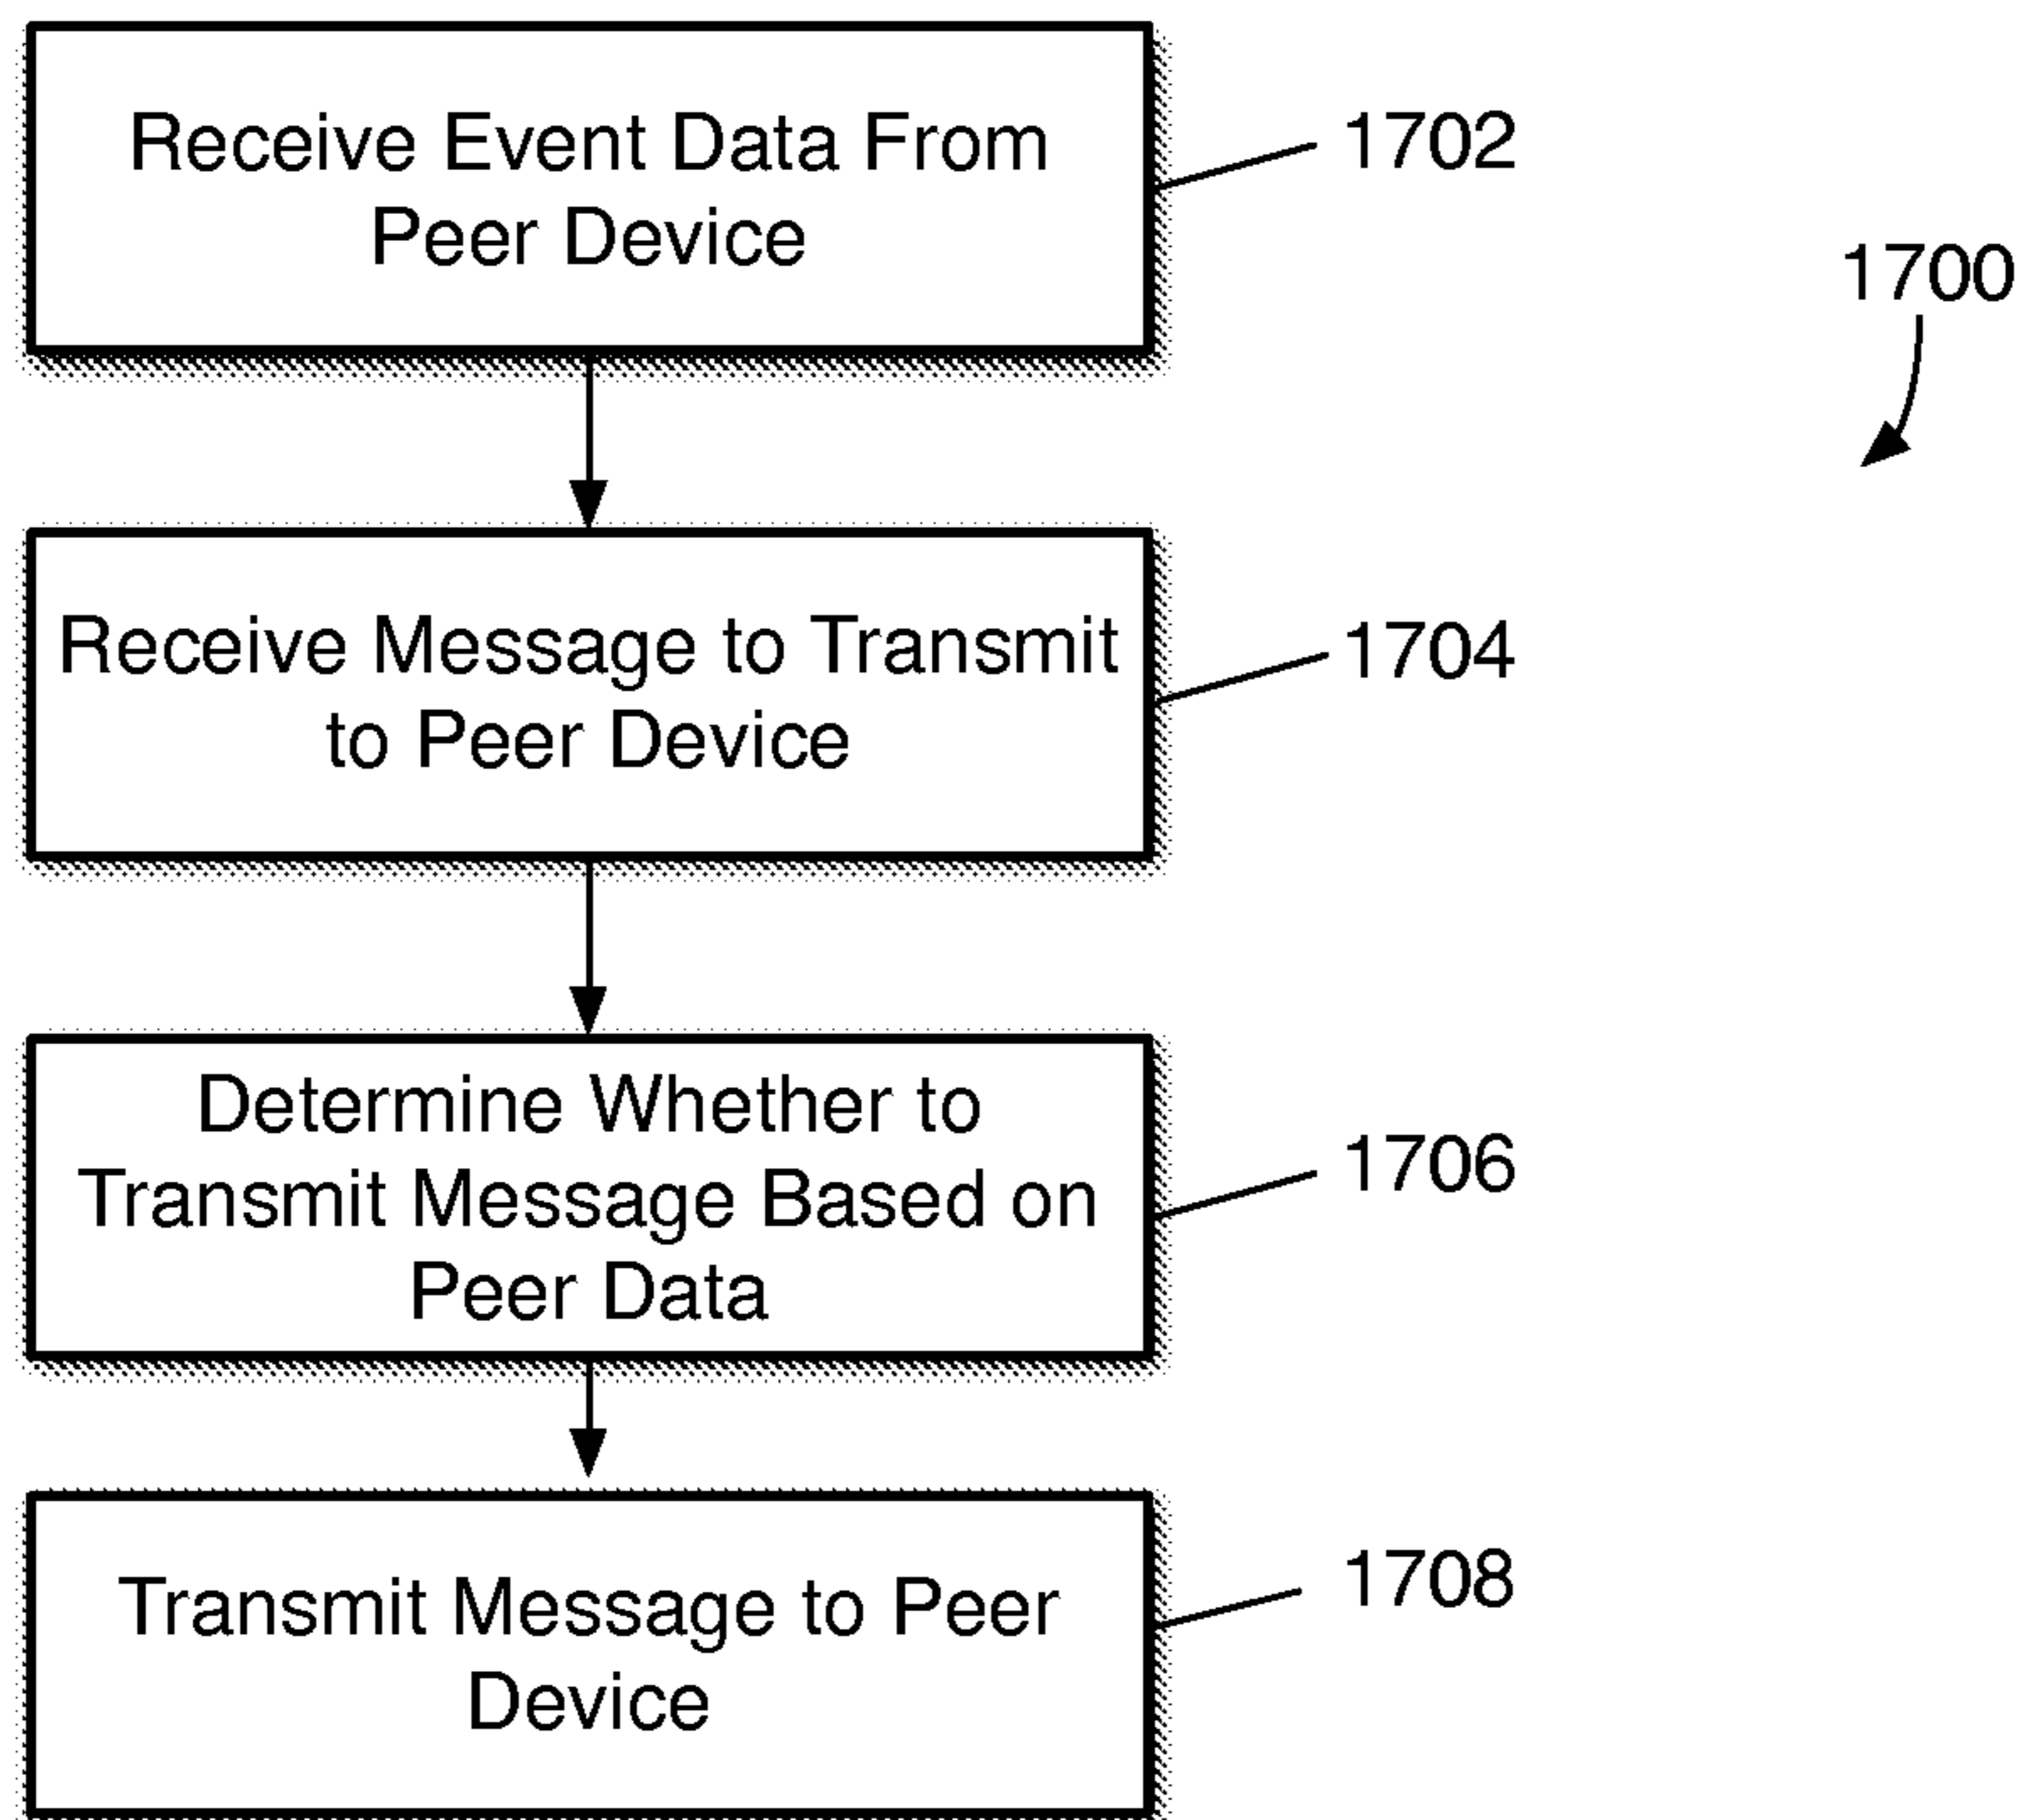 Receive Event Data From
Peer Device
1702
1700
Receive Message to Transmit
to Peer Device
1704
Determine Whether to
Transmit Message Based on
Peer Data
1706
Transmit Message to Peer
Device
1708